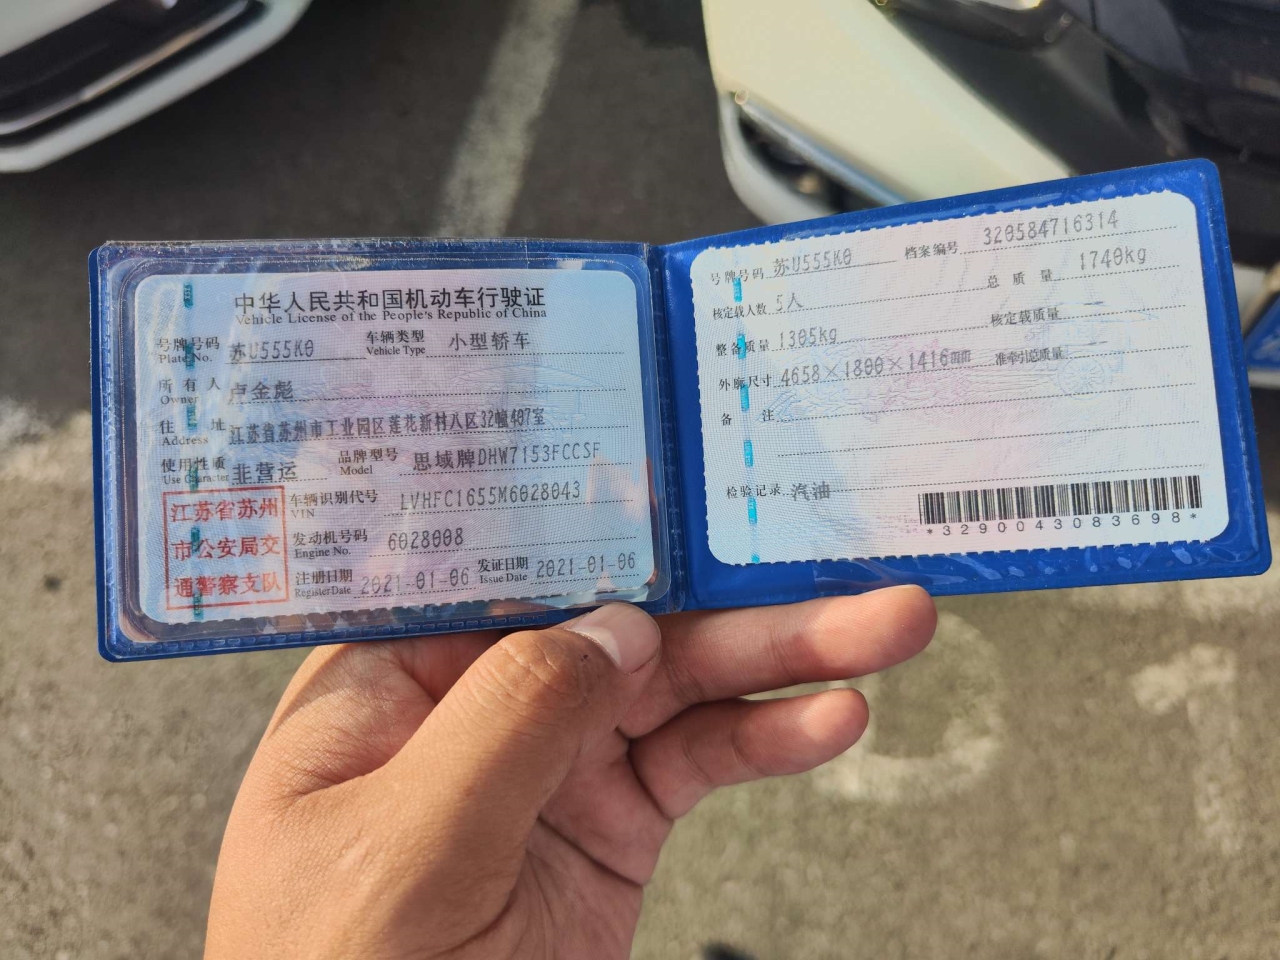 中华人民共和国机动车行驶证
Vehicle License of the People's Republic of China
号牌号码 苏U555K0 车辆类型 小型轿车
Plate No. Vehicle Type
所有人 卢金彪
Owner
住址 江苏省苏州市工业园区莲花新村八区32幢407室
Address
使用性质 非营运 品牌型号 思域牌DHW7153FCCSF
Use Character Model
江苏省苏州
市公安局交
通警察支队
车辆识别代号 LVHFC1655M6028043
VIN
发动机号码 6028008
Engine No.
注册日期 2021-01-06 发证日期 2021-01-06
Register Date Issue Date
号牌号码 苏U555K0 档案编号 320584716314
核定载人数 5人 总质量 1740kg
整备质量 1305kg 核定载质量 --
外廓尺寸 4658×1800×1416mm 准牵引总质量 --
备注
检验记录 汽油
*3290043083698*